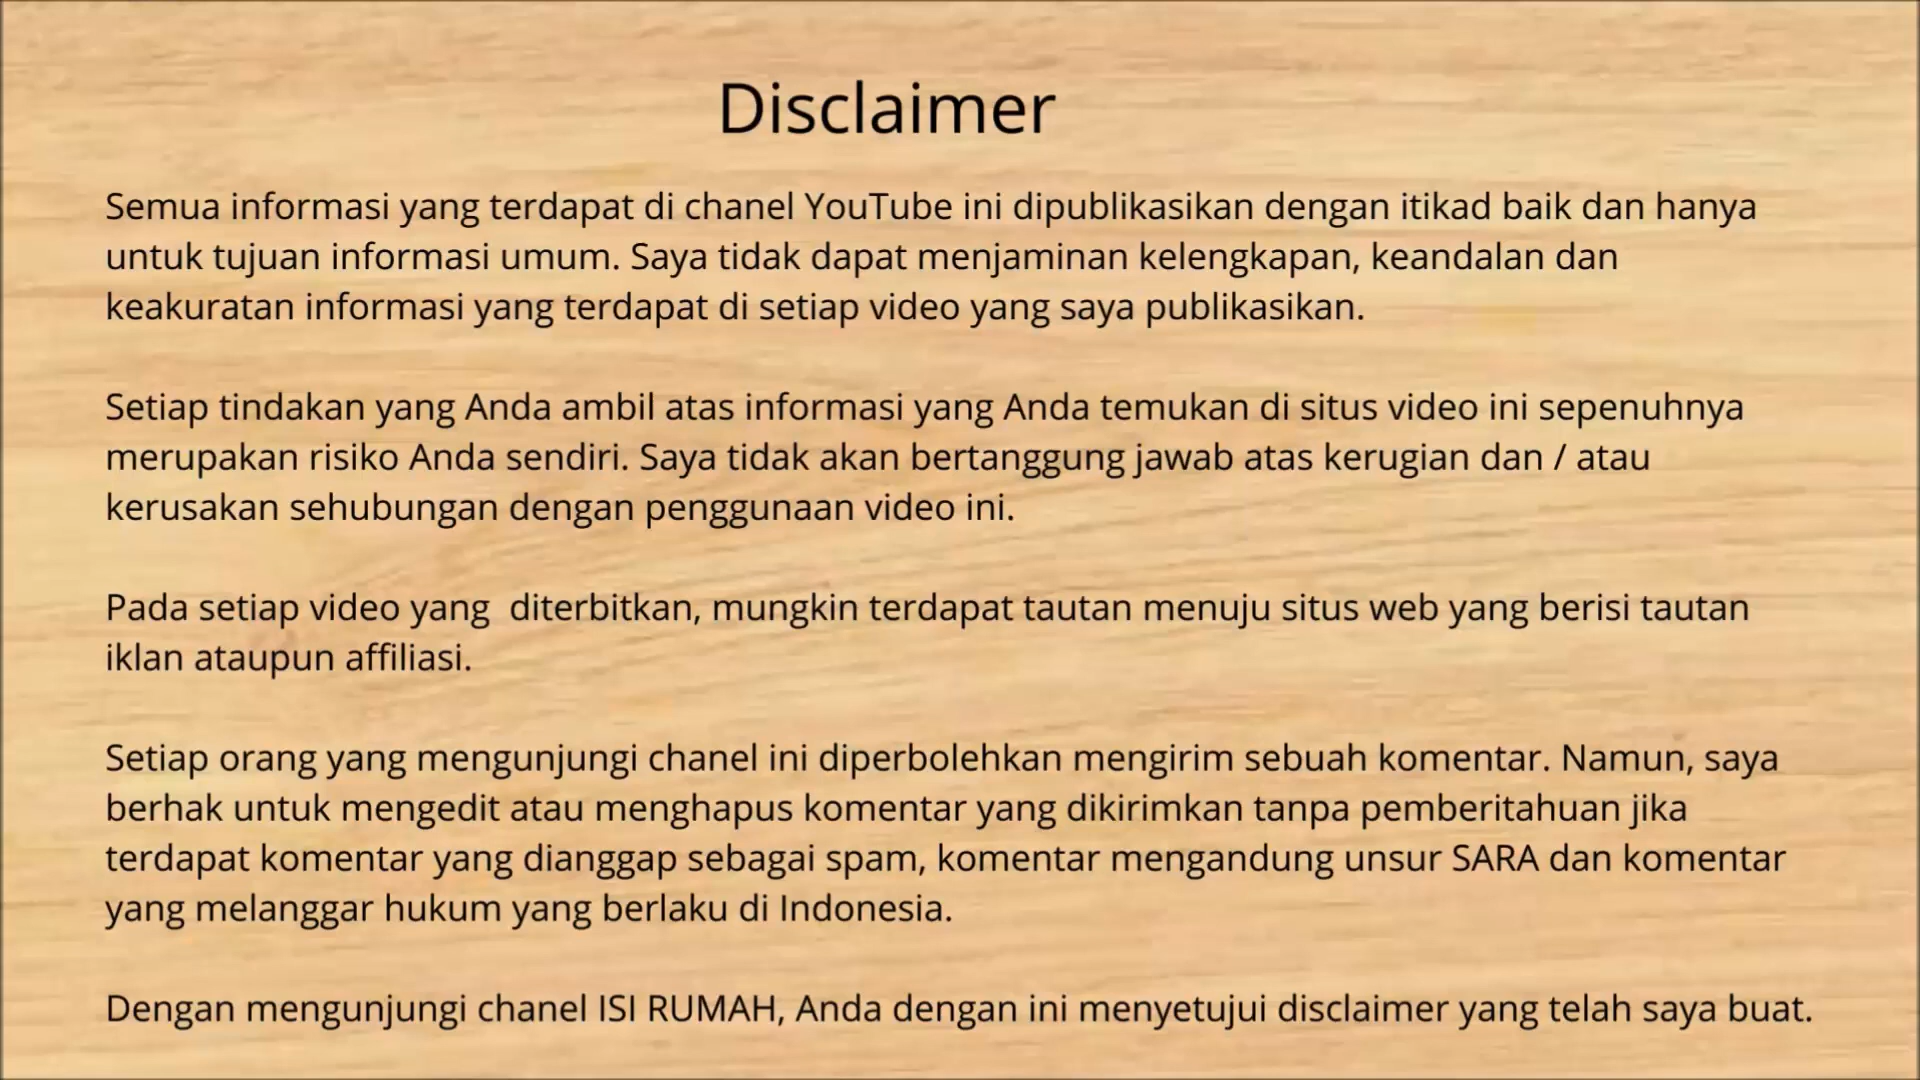 Disclaimer
Semua informasi yang terdapat di chanel YouTube ini dipublikasikan dengan itikad baik dan hanya
untuk tujuan informasi umum. Saya tidak dapat menjaminan kelengkapan, keandalan dan
keakuratan informasi yang terdapat di setiap video yang saya publikasikan.
Setiap tindakan yang Anda ambil atas informasi yang Anda temukan di situs video ini sepenuhnya
merupakan risiko Anda sendiri. Saya tidak akan bertanggung jawab atas kerugian dan / atau
kerusakan sehubungan dengan penggunaan video ini.
Pada setiap video yang  diterbitkan, mungkin terdapat tautan menuju situs web yang berisi tautan
iklan ataupun affiliasi.
Setiap orang yang mengunjungi chanel ini diperbolehkan mengirim sebuah komentar. Namun, saya
berhak untuk mengedit atau menghapus komentar yang dikirimkan tanpa pemberitahuan jika
terdapat komentar yang dianggap sebagai spam, komentar mengandung unsur SARA dan komentar
yang melanggar hukum yang berlaku di Indonesia.
Dengan mengunjungi chanel ISI RUMAH, Anda dengan ini menyetujui disclaimer yang telah saya buat.